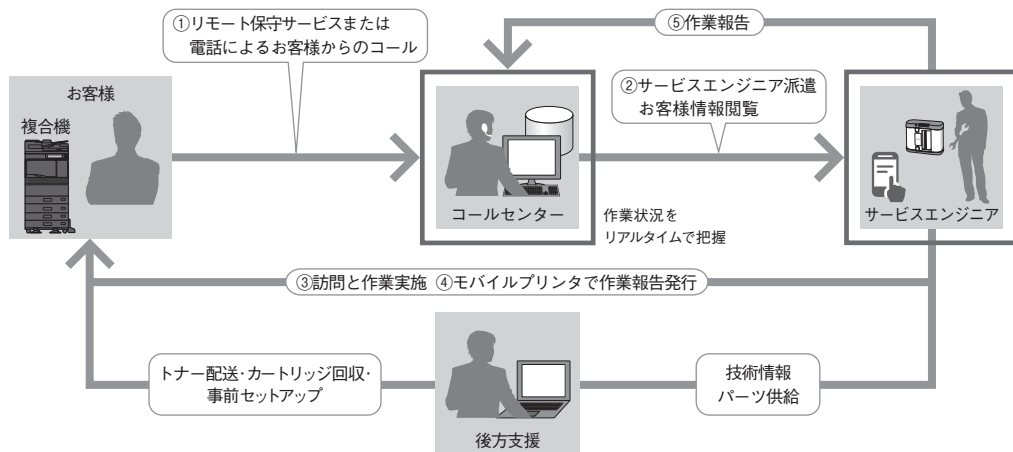 ①リモート保守サービスまたは
電話によるお客様からのコール
⑤作業報告
お客様
複合機
②サービスエンジニア派遣
お客様情報閲覧
コールセンター
作業状況を
リアルタイムで把握
サービスエンジニア
③訪問と作業実施 ④モバイルプリンタで作業報告発行
トナー配送・カートリッジ回収・
事前セットアップ
技術情報
パーツ供給
後方支援